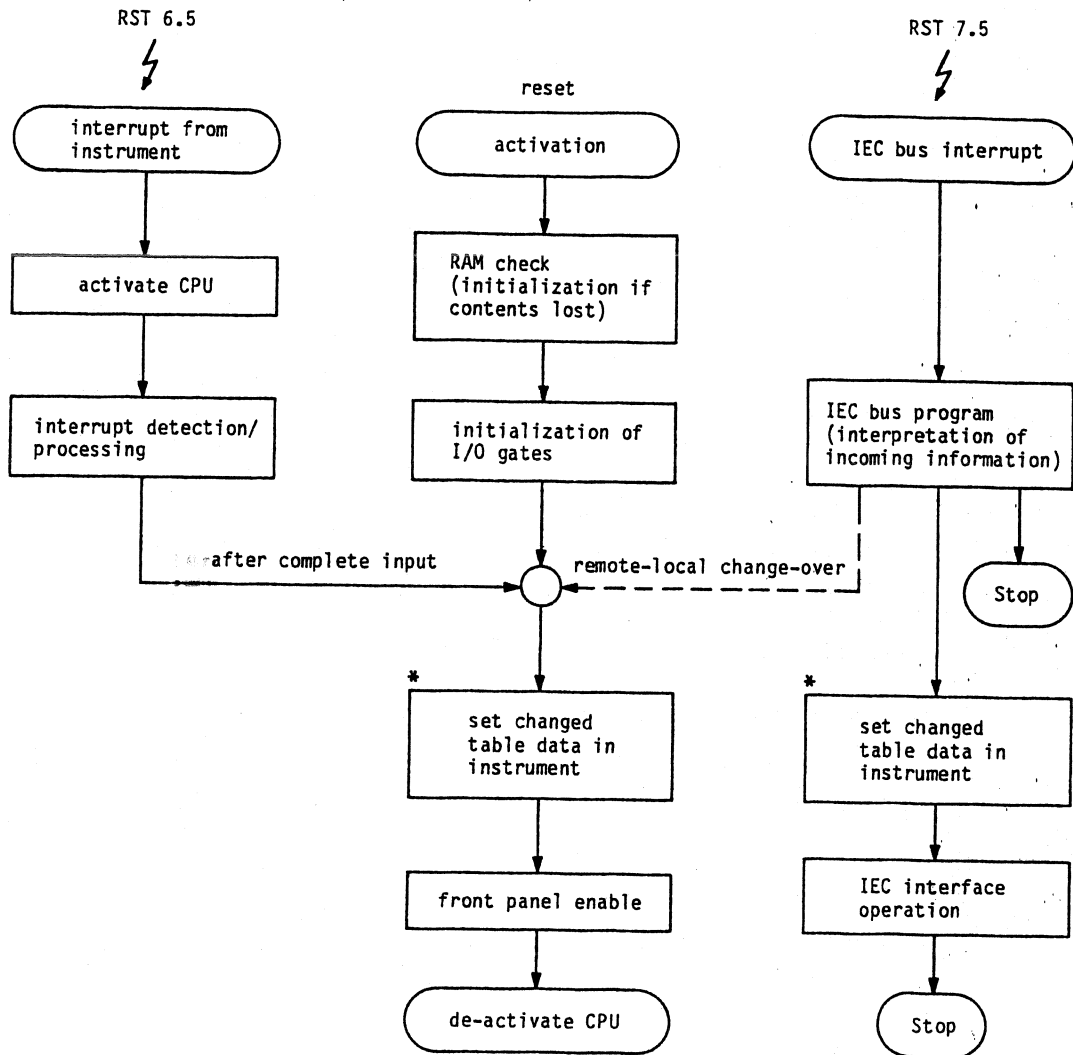 RST 6.5
interrupt from
instrument
activate CPU
interrupt detection/
processing
after complete input
reset
activation
RAM check
(initialization if
contents lost)
initialization of
I/O gates
*
set changed
table data in
instrument
front panel enable
de-activate CPU
RST 7.5
IEC bus interrupt
IEC bus program
(interpretation of
incoming information)
remote-local change-over
Stop
*
set changed
table data in
instrument
IEC interface
operation
Stop